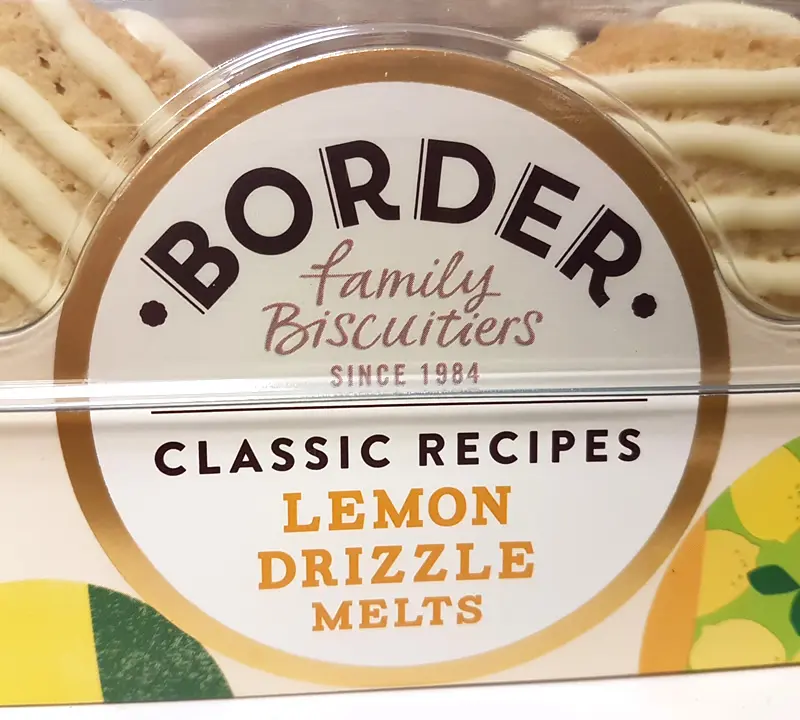 BORDER
family
Biscuitiers
SINCE 1984
CLASSIC RECIPES
LEMON
DRIZZLE
MELTS